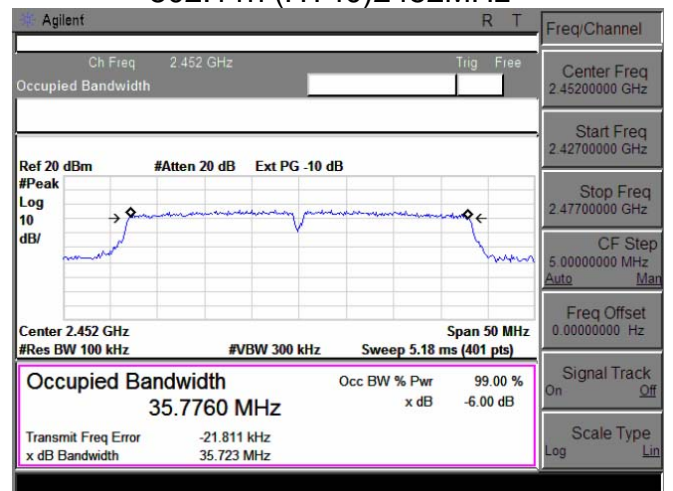 Agilent R T
Freq/Channel
Ch Freq 2.452 GHz Trig Free
Occupied Bandwidth
Center Freq
2.45200000 GHz
Start Freq
2.42700000 GHz
Stop Freq
2.47700000 GHz
CF Step
5.00000000 MHz
Auto Man
Freq Offset
0.00000000 Hz
Signal Track
On Off
Scale Type
Log Lin
Ref 20 dBm #Atten 20 dB Ext PG -10 dB
#Peak
Log
10
dB/
Center 2.452 GHz Span 50 MHz
#Res BW 100 kHz #VBW 300 kHz Sweep 5.18 ms (401 pts)
Occupied Bandwidth Occ BW % Pwr 99.00 %
35.7760 MHz x dB -6.00 dB
Transmit Freq Error -21.811 kHz
x dB Bandwidth 35.723 MHz